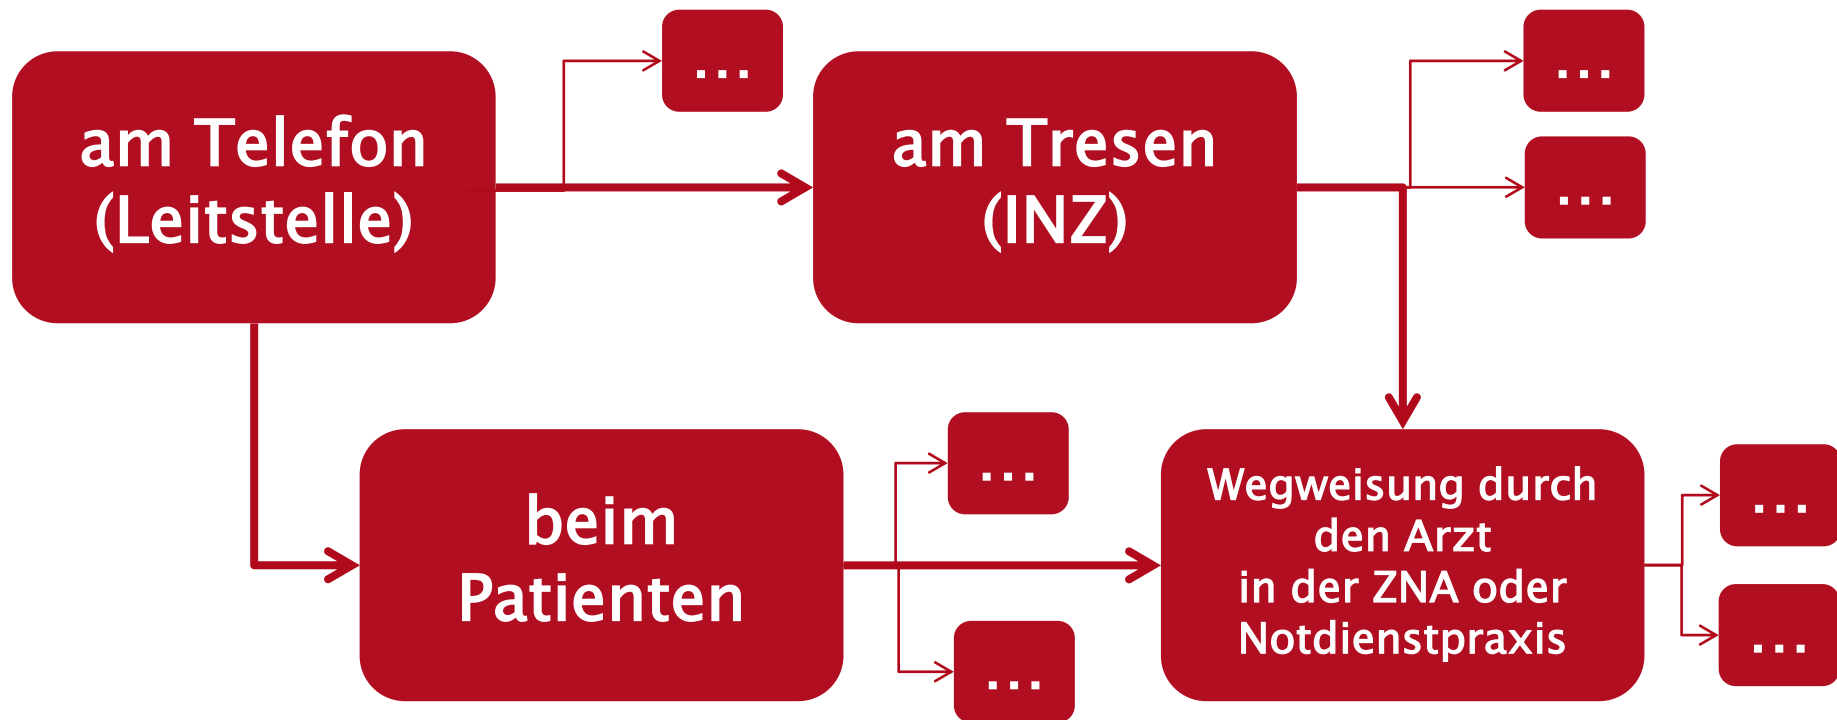 ...
am Telefon
(Leitstelle)
am Tresen
(INZ)
...
...
beim
Patienten
...
...
Wegweisung durch
den Arzt
in der ZNA oder
Notdienstpraxis
...
...